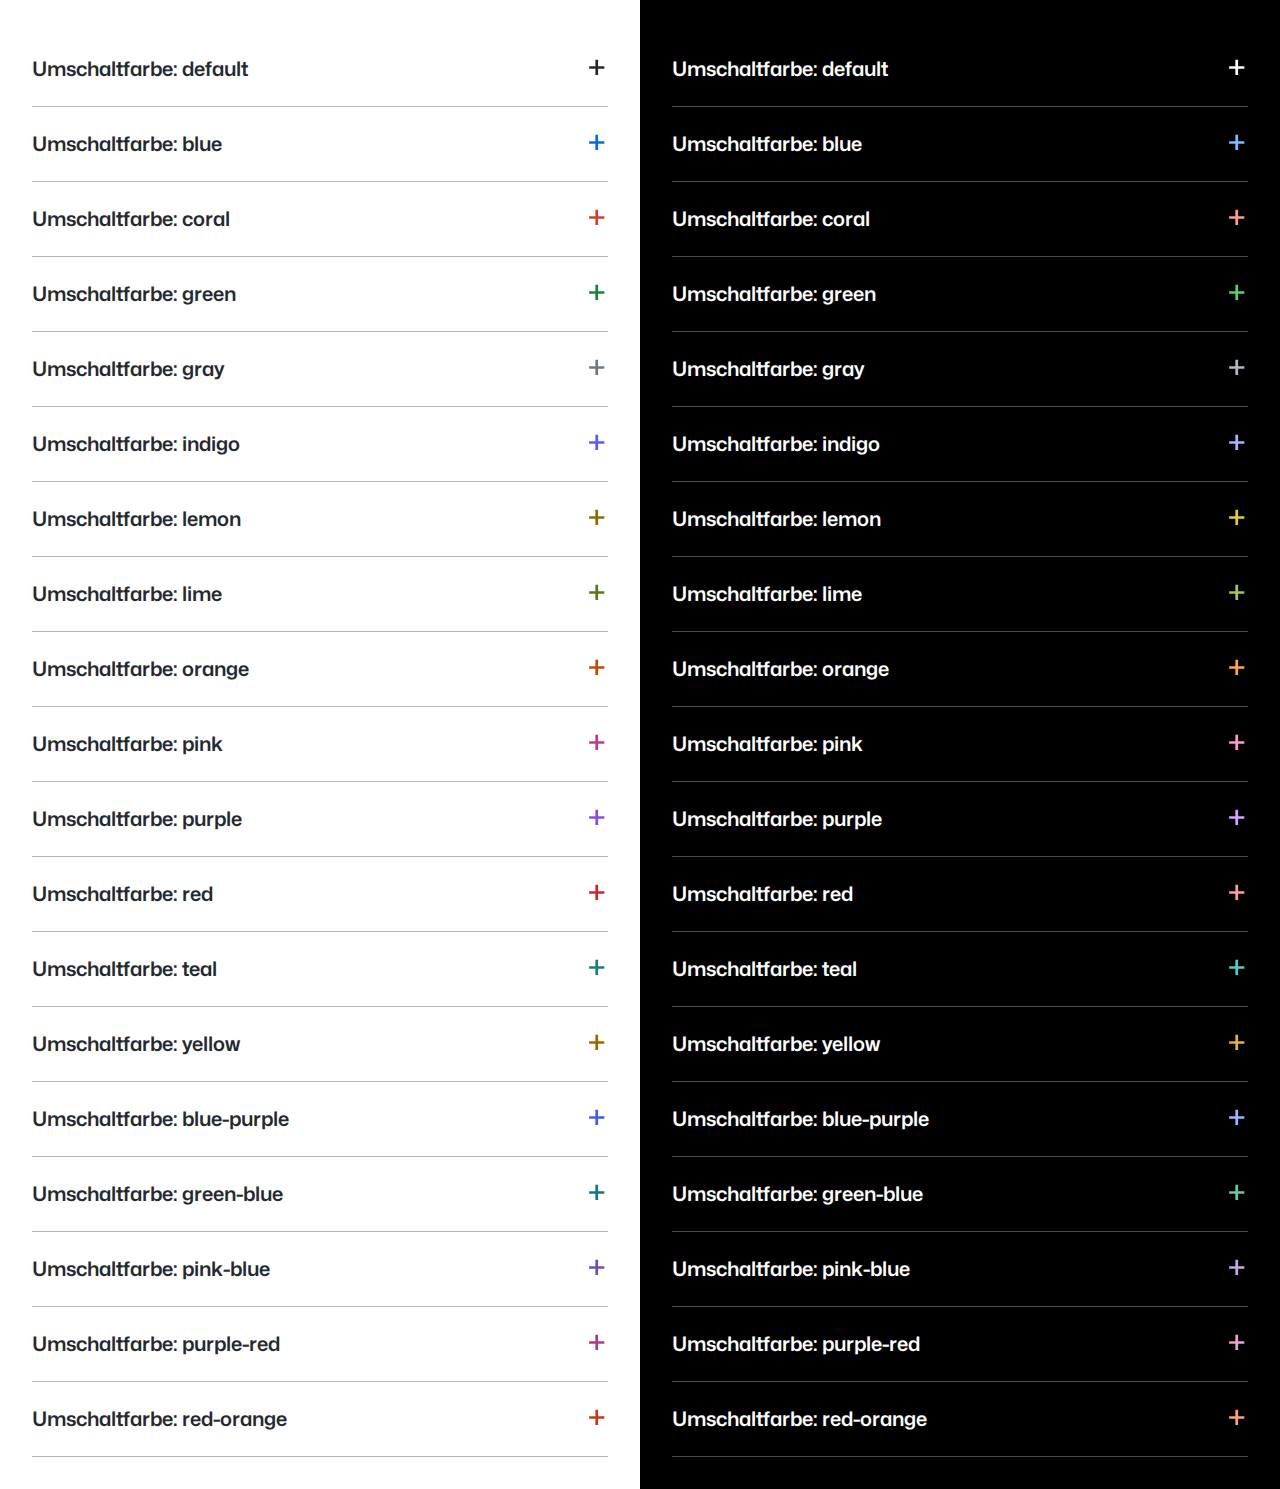 Umschaltfarbe: default
Umschaltfarbe: blue
Umschaltfarbe: coral
Umschaltfarbe: green
Umschaltfarbe: gray
Umschaltfarbe: indigo
Umschaltfarbe: lemon
Umschaltfarbe: lime
Umschaltfarbe: orange
Umschaltfarbe: pink
Umschaltfarbe: purple
Umschaltfarbe: red
Umschaltfarbe: teal
Umschaltfarbe: yellow
Umschaltfarbe: blue-purple
Umschaltfarbe: green-blue
Umschaltfarbe: pink-blue
Umschaltfarbe: purple-red
Umschaltfarbe: red-orange
Umschaltfarbe: default
Umschaltfarbe: blue
Umschaltfarbe: coral
Umschaltfarbe: green
Umschaltfarbe: gray
Umschaltfarbe: indigo
Umschaltfarbe: lemon
Umschaltfarbe: lime
Umschaltfarbe: orange
Umschaltfarbe: pink
Umschaltfarbe: purple
Umschaltfarbe: red
Umschaltfarbe: teal
Umschaltfarbe: yellow
Umschaltfarbe: blue-purple
Umschaltfarbe: green-blue
Umschaltfarbe: pink-blue
Umschaltfarbe: purple-red
Umschaltfarbe: red-orange